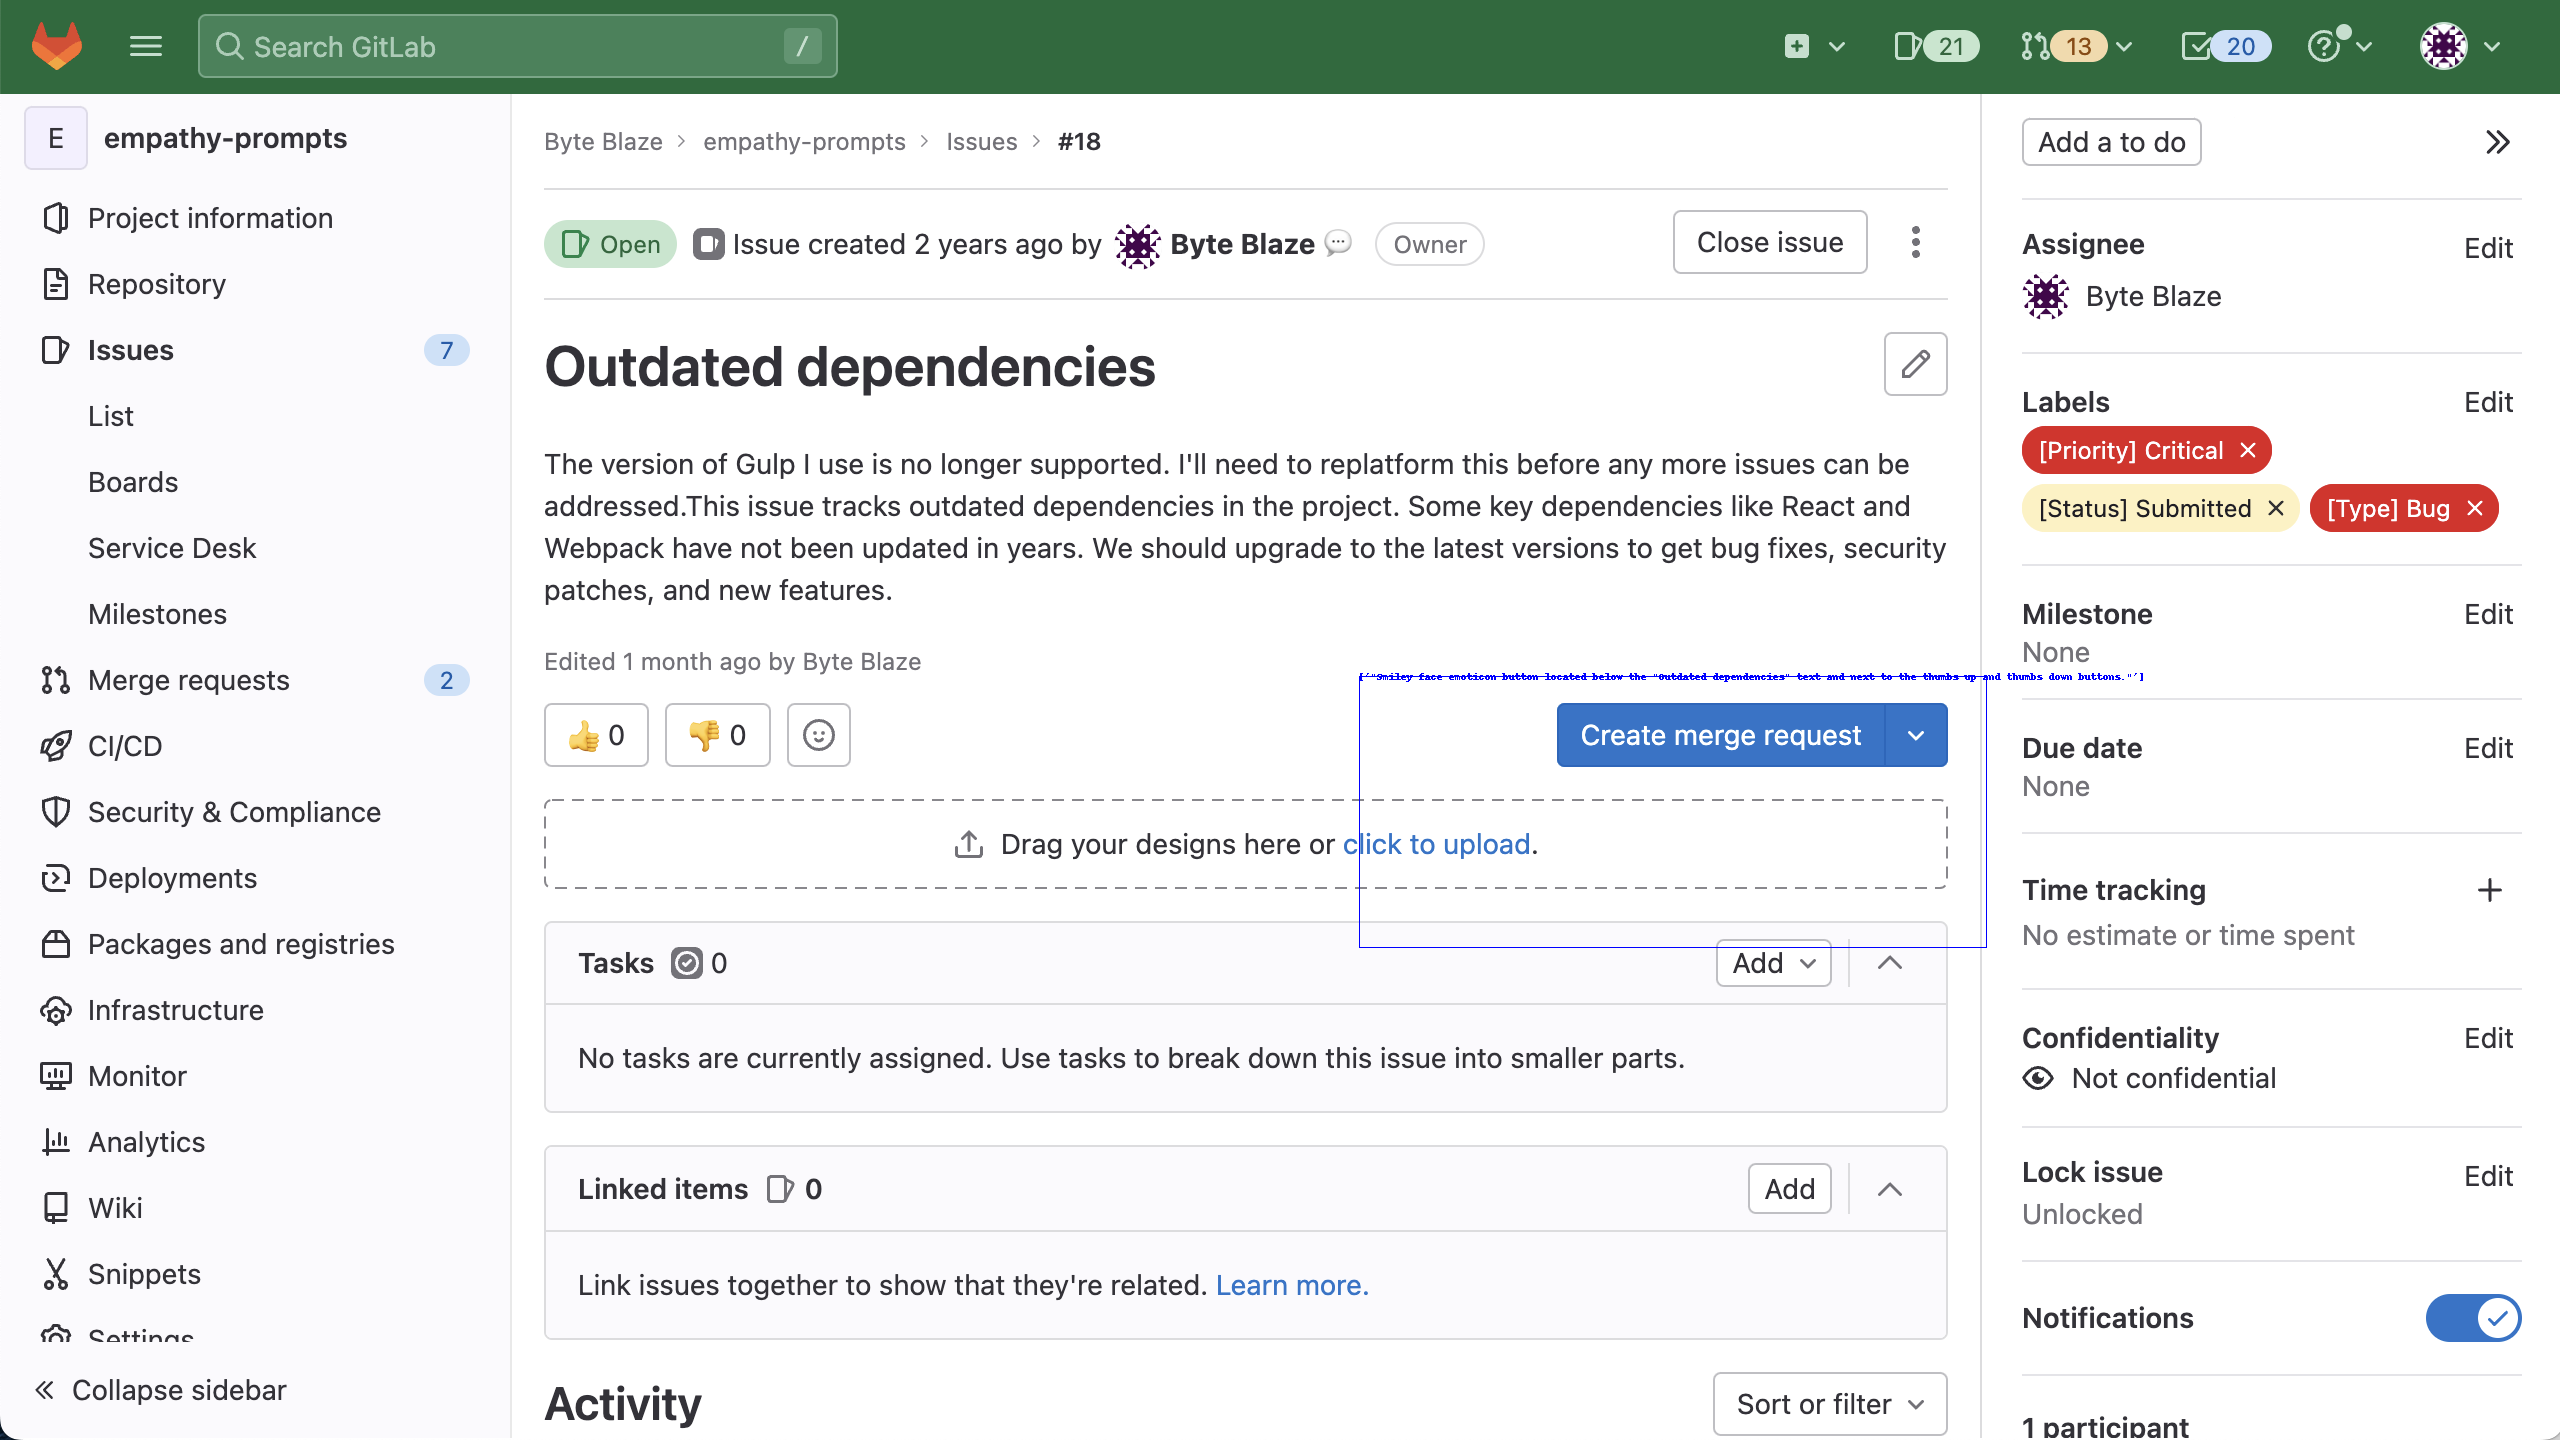 Search GitLab /
21
13
20
E empathy-prompts
Project information
Repository
Issues 7
List
Boards
Service Desk
Milestones
Merge requests 2
CI/CD
Security & Compliance
Deployments
Packages and registries
Infrastructure
Monitor
Analytics
Wiki
Snippets
Settings
Collapse sidebar
Byte Blaze > empathy-prompts > Issues > #18
Open Issue created 2 years ago by Byte Blaze Owner
Close issue
Outdated dependencies
The version of Gulp I use is no longer supported. I'll need to replatform this before any more issues can be
addressed.This issue tracks outdated dependencies in the project. Some key dependencies like React and
Webpack have not been updated in years. We should upgrade to the latest versions to get bug fixes, security
patches, and new features.
Edited 1 month ago by Byte Blaze
['"Smiley face emoticon button located below the "Outdated dependencies" text and next to the thumbs up and thumbs down buttons."']
0 0
Create merge request
Drag your designs here or click to upload.
Tasks 0
Add
No tasks are currently assigned. Use tasks to break down this issue into smaller parts.
Linked items 0
Add
Link issues together to show that they're related. Learn more.
Activity
Sort or filter
Add a to do
Assignee Edit
Byte Blaze
Labels Edit
[Priority] Critical
[Status] Submitted [Type] Bug
Milestone Edit
None
Due date Edit
None
Time tracking
No estimate or time spent
Confidentiality Edit
Not confidential
Lock issue Edit
Unlocked
Notifications
1 participant